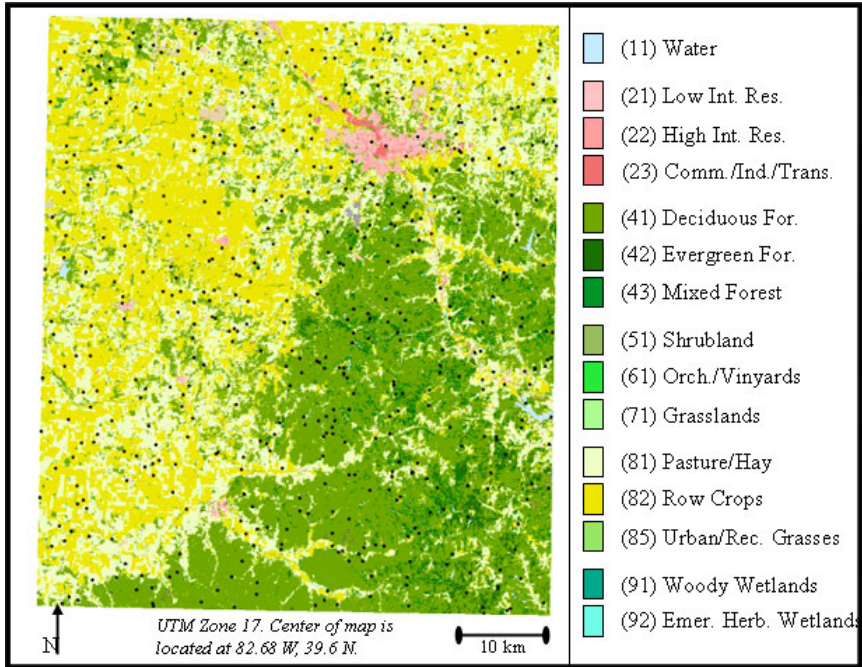 (11) Water
(21) Low Int. Res.
(22) High Int. Res.
(23) Comm./Ind./Trans.
(41) Deciduous For.
(42) Evergreen For.
(43) Mixed Forest
(51) Shrubland
(61) Orch./Vinyards
(71) Grasslands
(81) Pasture/Hay
(82) Row Crops
(85) Urban/Rec. Grasses
(91) Woody Wetlands
(92) Emer. Herb. Wetlands
N
UTM Zone 17. Center of map is
located at 82.68 W, 39.6 N.
10 km